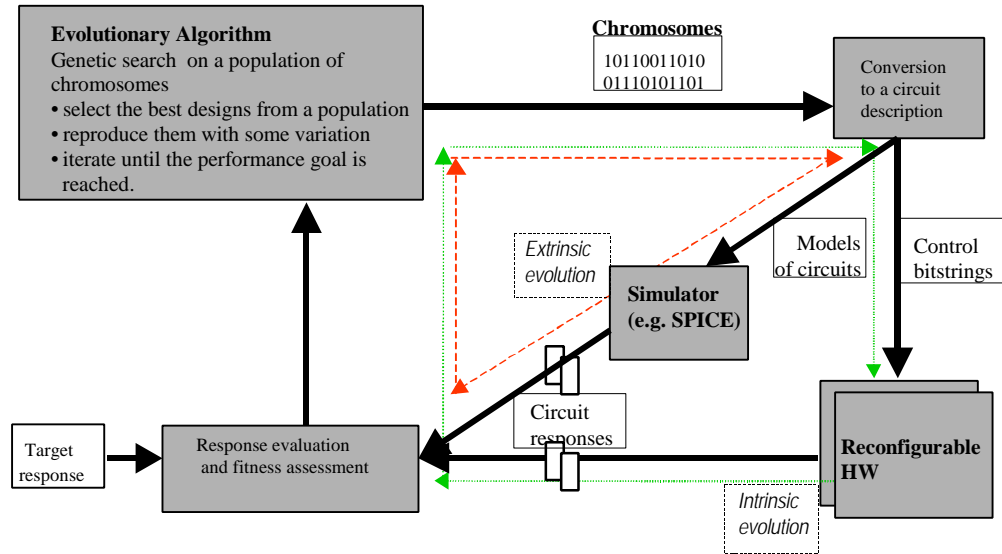 Evolutionary Algorithm
Genetic search on a population of
chromosomes
• select the best designs from a population
• reproduce them with some variation
• iterate until the performance goal is
reached.
Chromosomes
10110011010
01110101101
Conversion
to a circuit
description
Extrinsic
evolution
Models
of circuits
Control
bitstrings
Simulator
(e.g. SPICE)
Circuit
responses
Target
response
Response evaluation
and fitness assessment
Reconfigurable
HW
Intrinsic
evolution